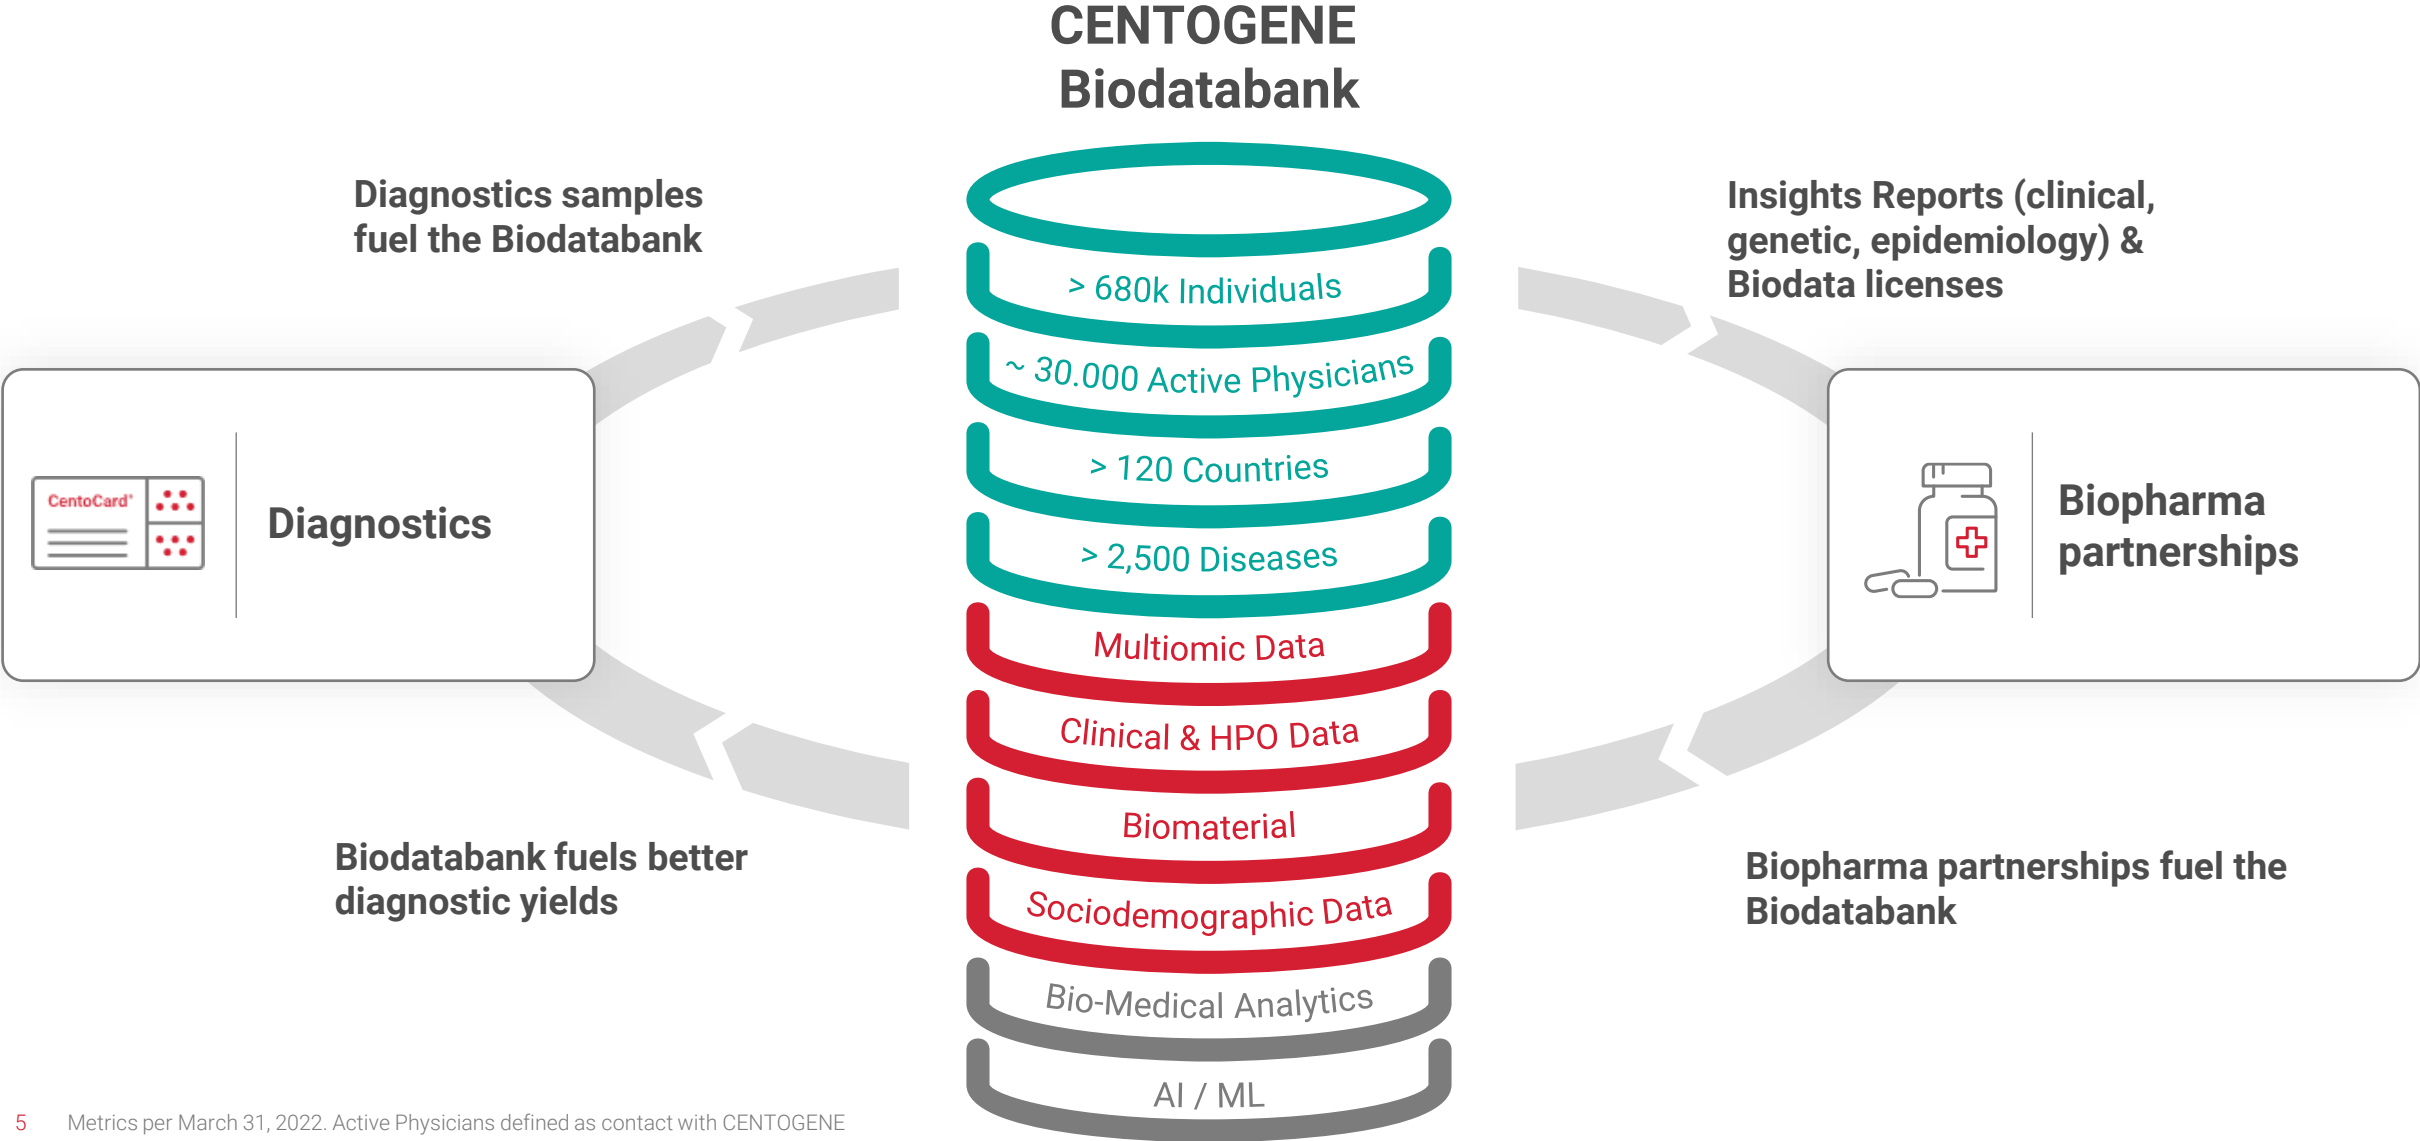 CENTOGENE
Biodatabank
Diagnostics samples
fuel the Biodatabank
Insights Reports (clinical,
genetic, epidemiology) &
Biodata licenses
> 680k Individuals
~ 30.000 Active Physicians
> 120 Countries
> 2,500 Diseases
Multiomic Data
Clinical & HPO Data
Biomaterial
Sociodemographic Data
Bio-Medical Analytics
AI / ML
CentoCard®
Diagnostics
Biopharma
partnerships
Biodatabank fuels better
diagnostic yields
Biopharma partnerships fuel the
Biodatabank
5 Metrics per March 31, 2022. Active Physicians defined as contact with CENTOGENE